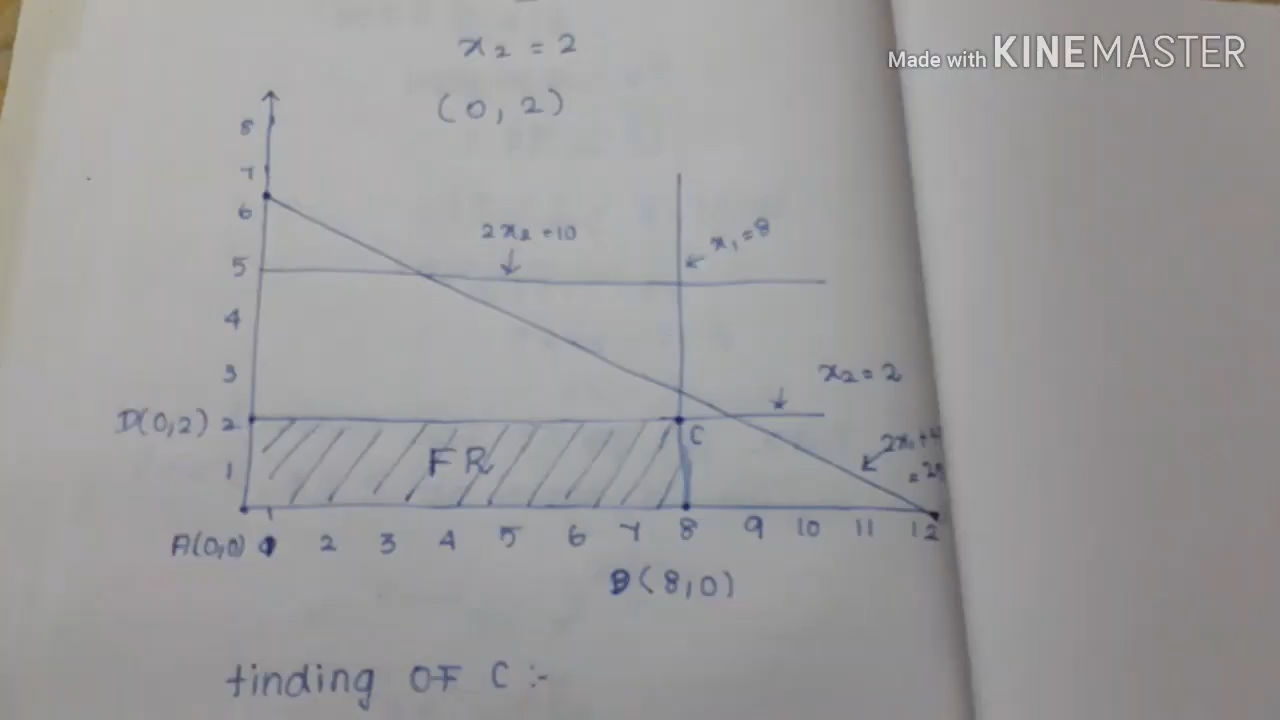 x₂ = 2
Made with KINEMASTER
(0, 2)
8
7
6
2x₂ = 10
x₁ = 8
5
4
3
x₂ = 2
D(0,2) 2
C
FR
1
A(0,0) 2 3 4 5 6 7 8 9 10 11 12
B(8,0)
finding OF C :-